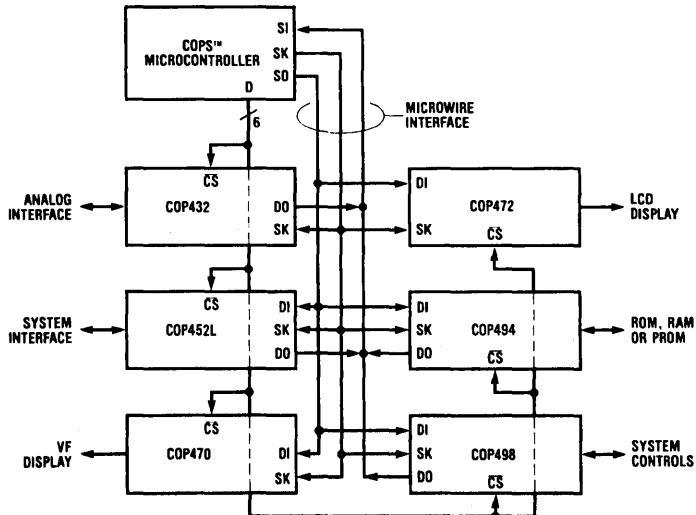 COPS™
MICROCONTROLLER
SI
SK
SO
D
6
MICROWIRE
INTERFACE
ANALOG
INTERFACE
CS
COP432
DO
SK
DI
COP472
SK
CS
LCD
DISPLAY
SYSTEM
INTERFACE
CS
COP452L
DI
SK
DO
DI
SK
DO
COP494
CS
ROM, RAM
OR PROM
VF
DISPLAY
CS
COP470
DI
SK
DI
SK
DO
COP498
CS
SYSTEM
CONTROLS